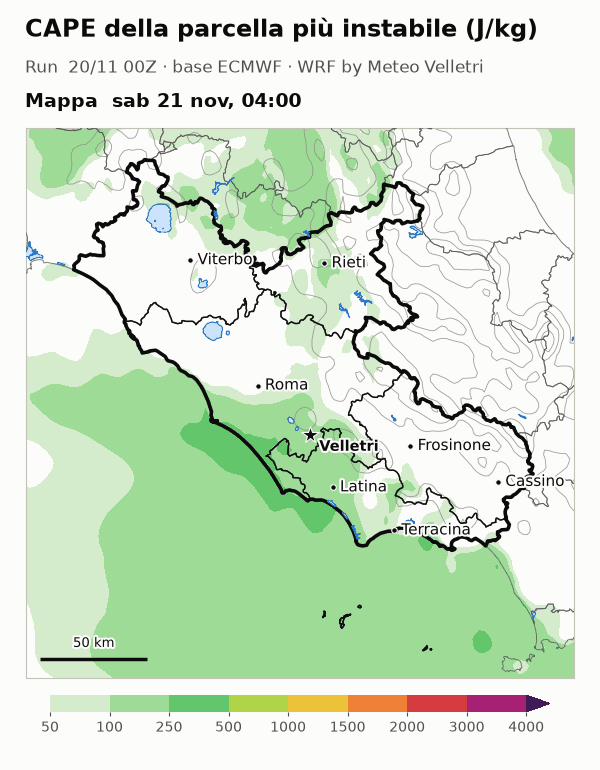 CAPE della parcella più instabile (J/kg)
Run  20/11 00Z · base ECMWF · WRF by Meteo Velletri
Mappa  sab 21 nov, 04:00
Viterbo
Rieti
Roma
Velletri
Frosinone
Latina
Cassino
Terracina
50 km
50 100 250 500 1000 1500 2000 3000 4000